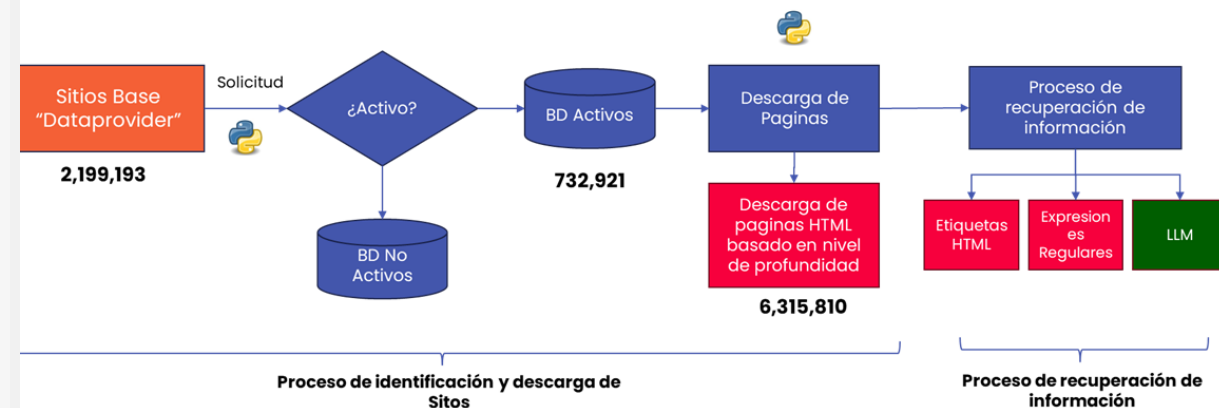 Sitios Base
“Dataprovider”
2,199,193
Solicitud
¿Activo?
BD No
Activos
BD Activos
732,921
Descarga de
Paginas
Descarga de
paginas HTML
basado en nivel
de profundidad
6,315,810
Proceso de
recuperación de
información
Etiquetas
HTML
Expresion
es
Regulares
LLM
Proceso de identificación y descarga de
Sitos
Proceso de recuperación de
información